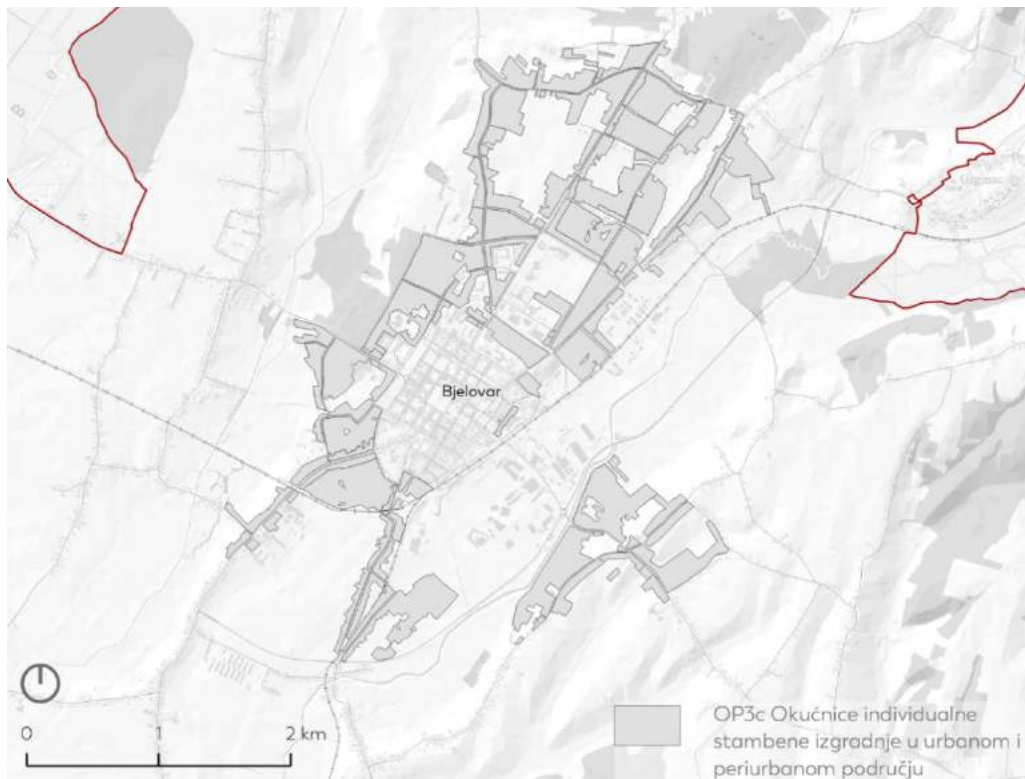 Bjelovar
0
1
2 km
OP3c Okućnice individualne
stambene izgradnje u urbanom i
periurbanom području